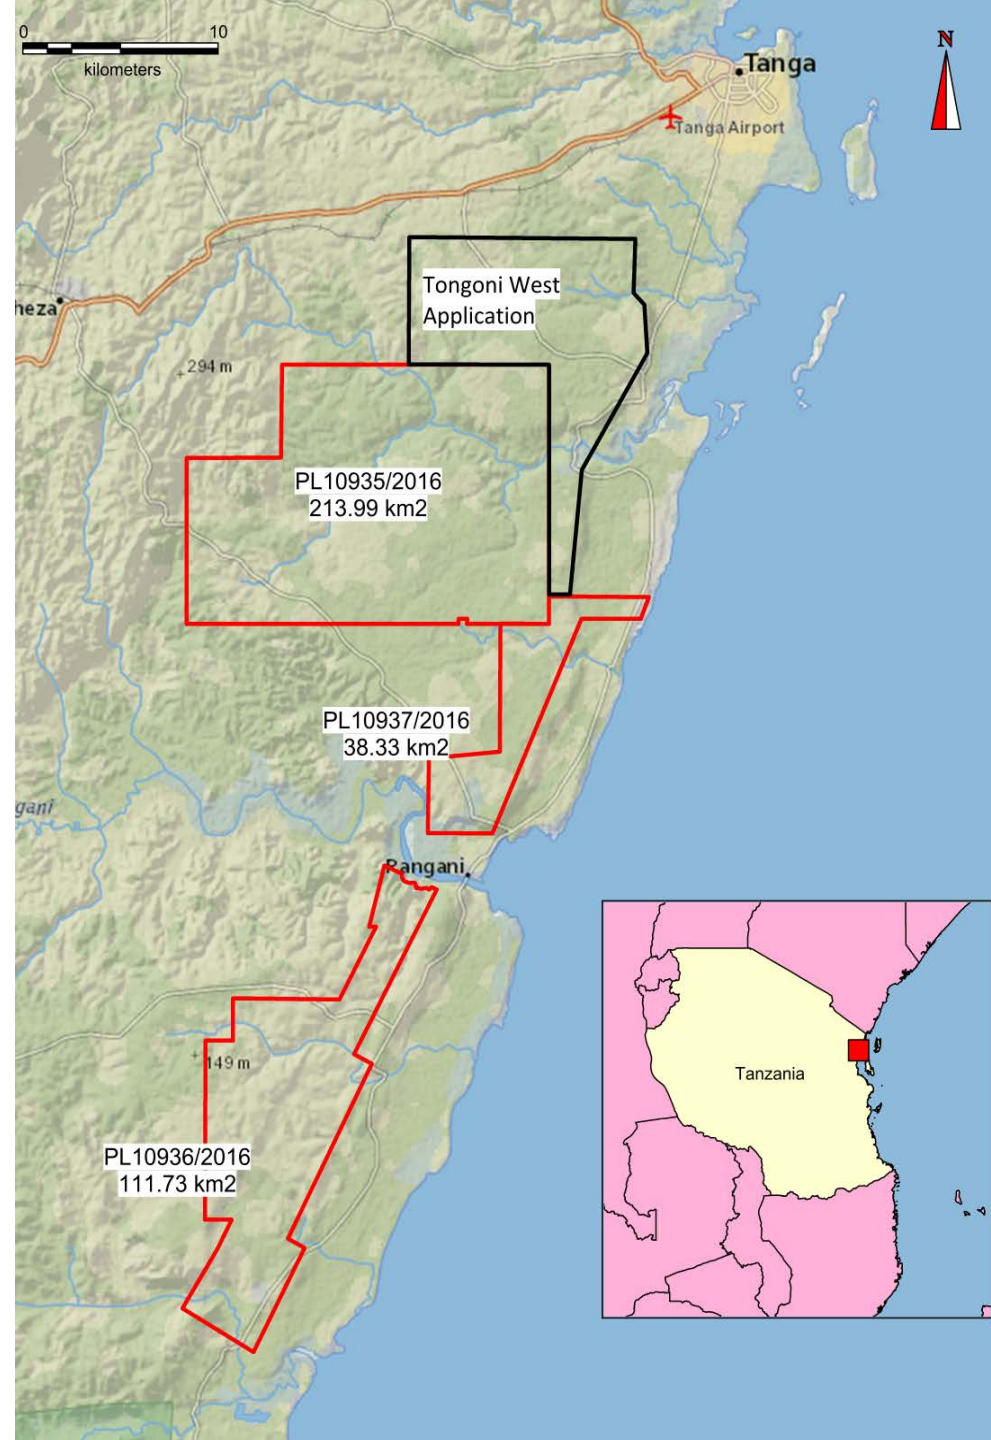 0 10
kilometers
N
Tanga
Tanga Airport
Tongoni West
Application
heza
294 m
PL10935/2016
213.99 km2
PL10937/2016
38.33 km2
gani
Pangani
149 m
Tanzania
PL10936/2016
111.73 km2